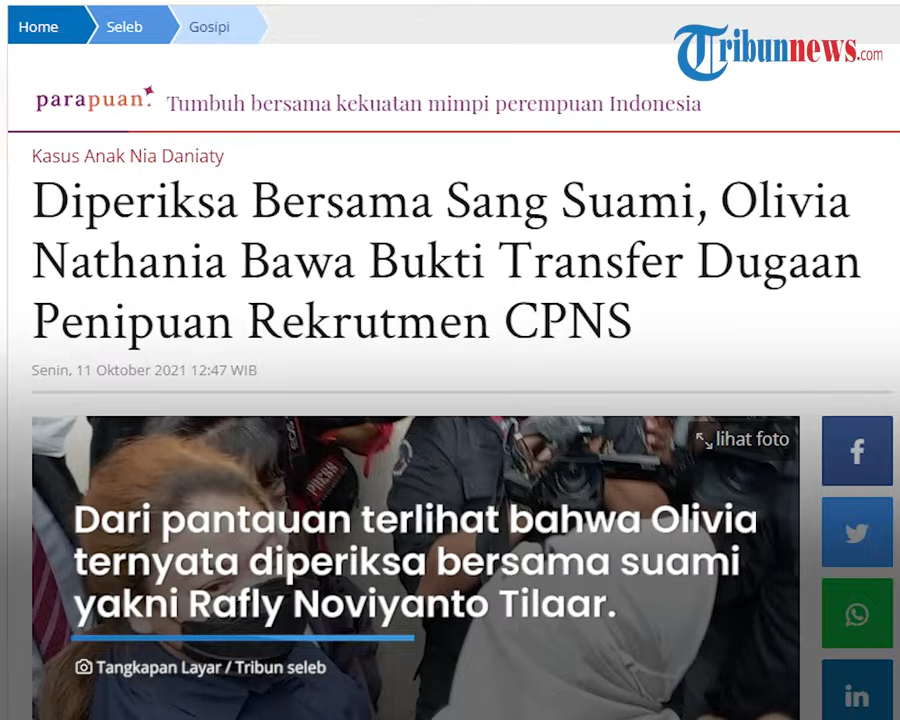 Home Seleb Gosipi
Tribunnews.com
parapuan. Tumbuh bersama kekuatan mimpi perempuan Indonesia
Kasus Anak Nia Daniaty
Diperiksa Bersama Sang Suami, Olivia
Nathania Bawa Bukti Transfer Dugaan
Penipuan Rekrutmen CPNS
Senin, 11 Oktober 2021 12:47 WIB
lihat foto
Dari pantauan terlihat bahwa Olivia
ternyata diperiksa bersama suami
yakni Rafly Noviyanto Tilaar.
Tangkapan Layar / Tribun seleb